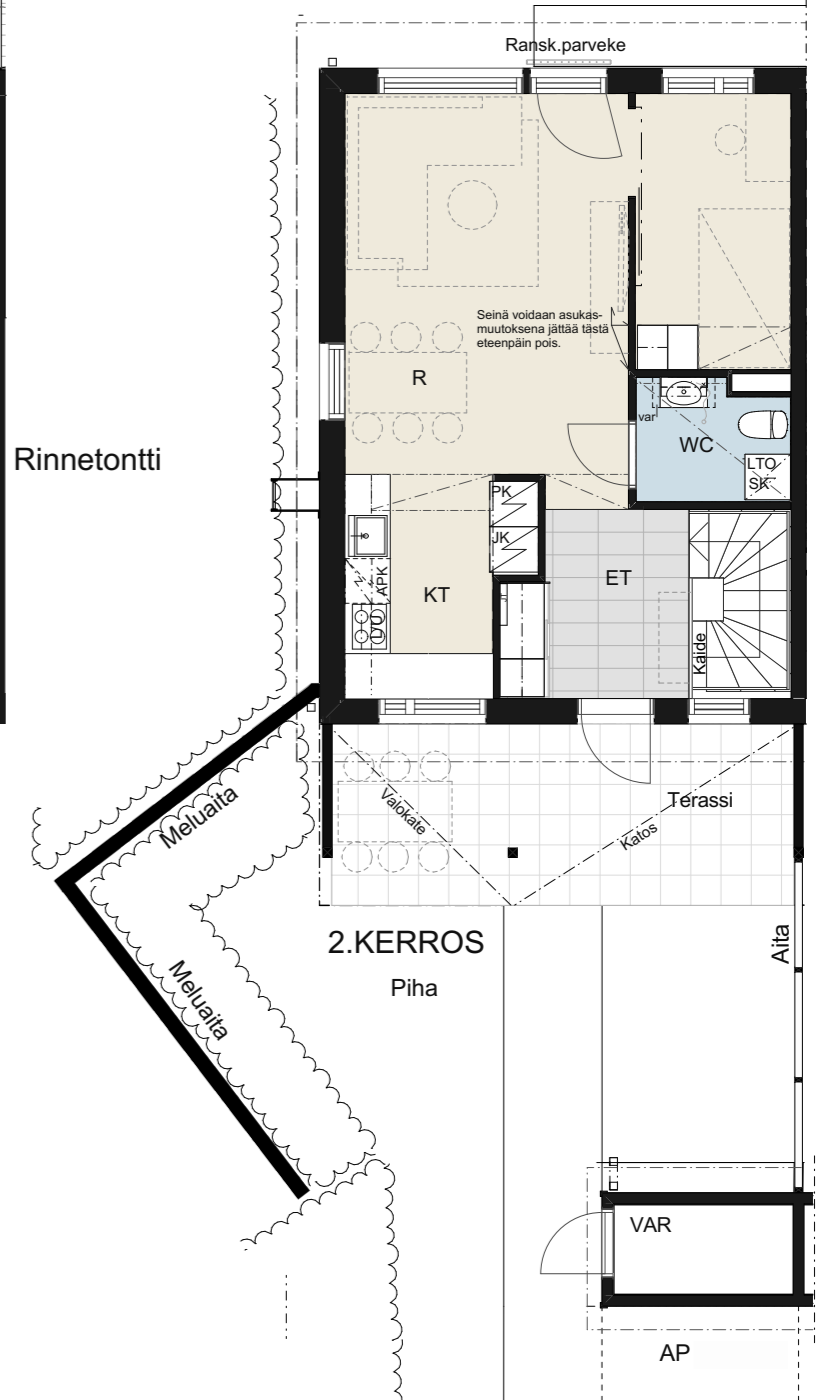 Ransk.parveke
Seinä voidaan asukas-
muutoksena jättää tästä
eteenpäin pois.
R
var
WC
LTO
SK
Rinnetontti
PK
JK
APK
KT
ET
LU
Kaide
Meluaita
Valokate
Katos
Terassi
2.KERROS
Piha
Aita
Meluaita
VAR
AP